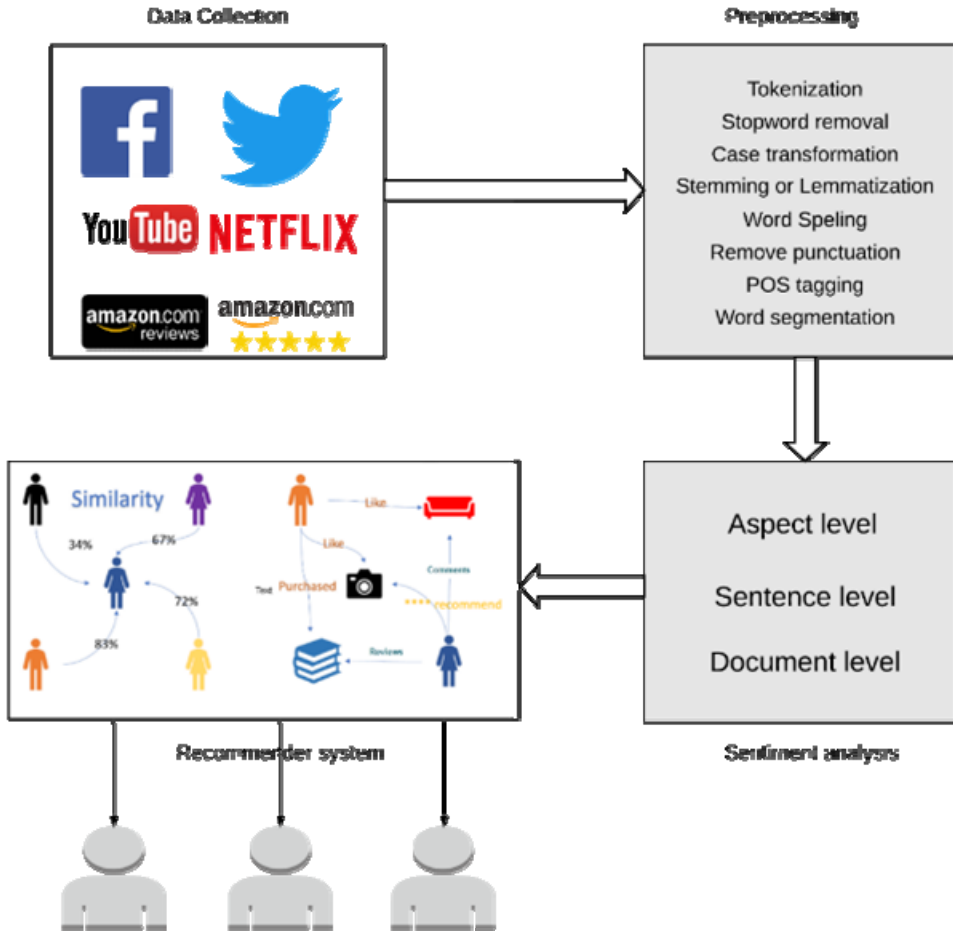 Data Collection
Preprocessing
f
YouTube
NETFLIX
amazon.com
reviews
amazon.com
Tokenization
Stopword removal
Case transformation
Stemming or Lemmatization
Word Speling
Remove punctuation
POS tagging
Word segmentation
Similarity
34%
67%
72%
83%
Like
Like
Text
Purchased
Comments
**** recommend
Reviews
Aspect level
Sentence level
Document level
Recommender system
Sentiment analysis